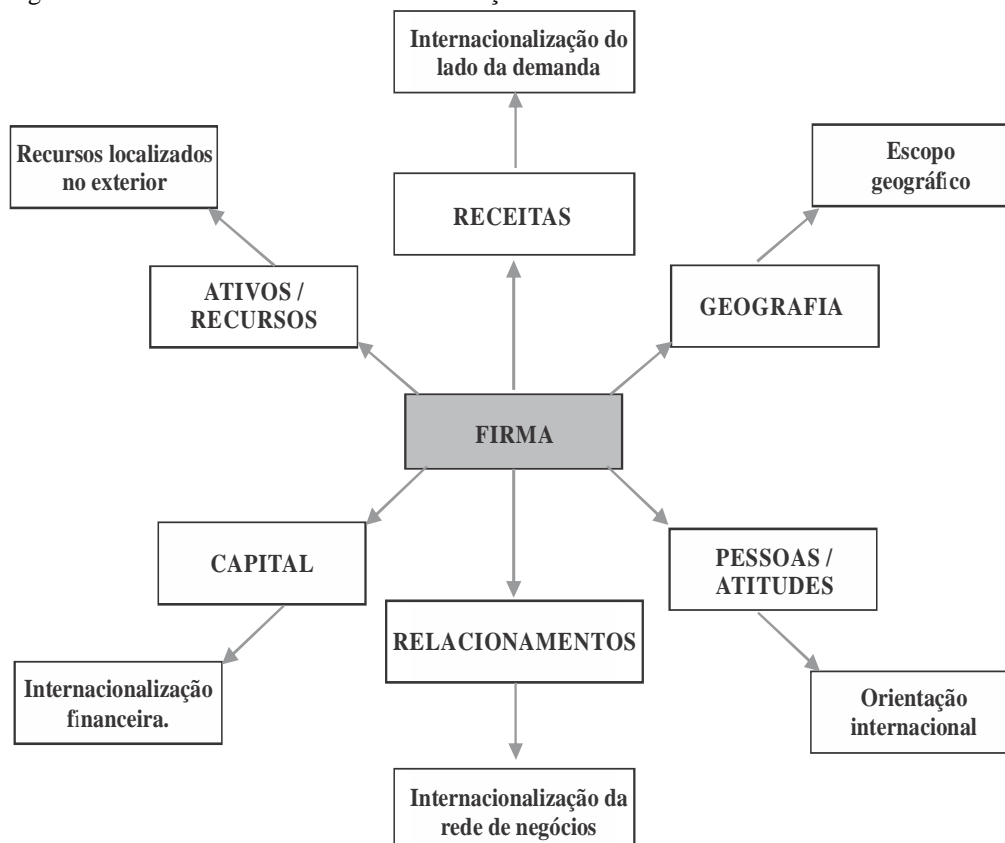 Internacionalização do
lado da demanda
Recursos localizados
no exterior
Escopo
geográfico
RECEITAS
ATIVOS /
RECURSOS
GEOGRAFIA
FIRMA
CAPITAL
PESSOAS /
ATITUDES
RELACIONAMENTOS
Internacionalização
financeira.
Orientação
internacional
Internacionalização da
rede de negócios